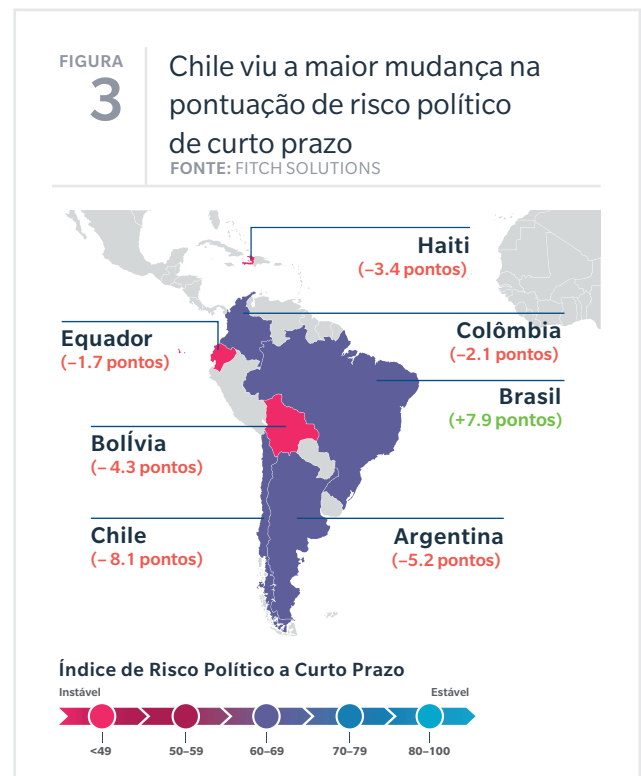 FIGURA
3
Chile viu a maior mudança na
pontuação de risco político
de curto prazo
FONTE: FITCH SOLUTIONS
Haiti
(–3.4 pontos)
Equador
(–1.7 pontos)
Colômbia
(–2.1 pontos)
Brasil
(+7.9 pontos)
BolÍvia
(– 4.3 pontos)
Chile
(– 8.1 pontos)
Argentina
(–5.2 pontos)
Índice de Risco Político a Curto Prazo
Instável Estável
<49 50–59 60–69 70–79 80–100